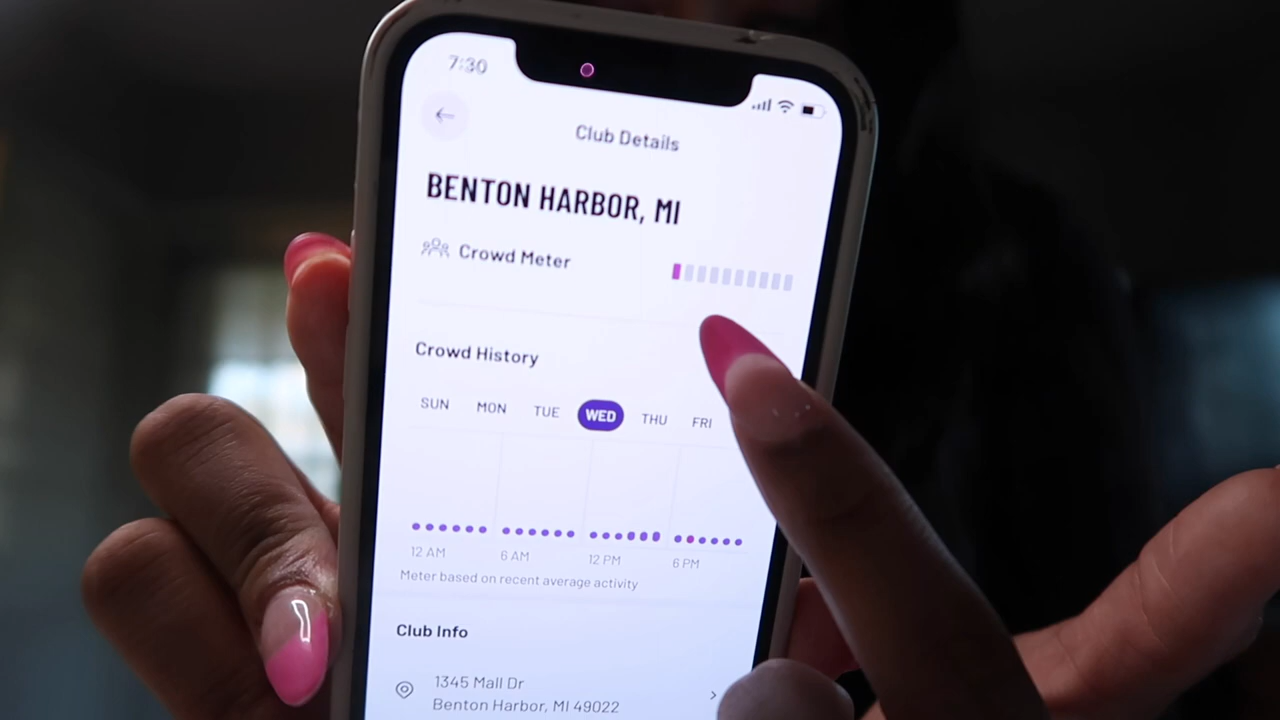 7:30
Club Details
BENTON HARBOR, MI
Crowd Meter
Crowd History
SUN MON TUE WED THU FRI
12 AM 6 AM 12 PM 6 PM
Meter based on recent average activity
Club Info
1345 Mall Dr
Benton Harbor, MI 49022